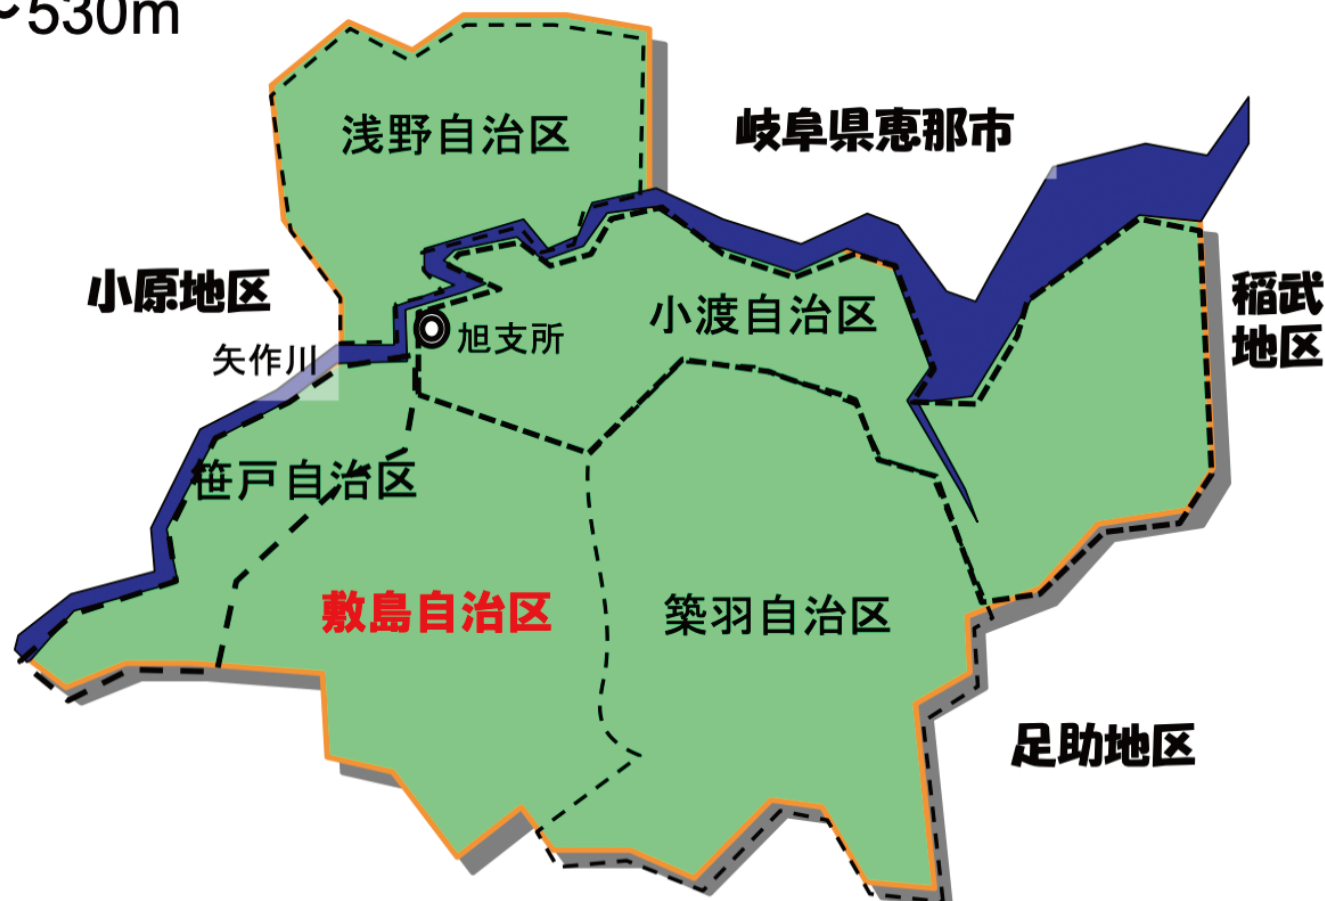 ~530m
浅野自治区
岐阜県恵那市
小原地区
稲武
地区
小渡自治区
旭支所
矢作川
笹戸自治区
敷島自治区
築羽自治区
足助地区